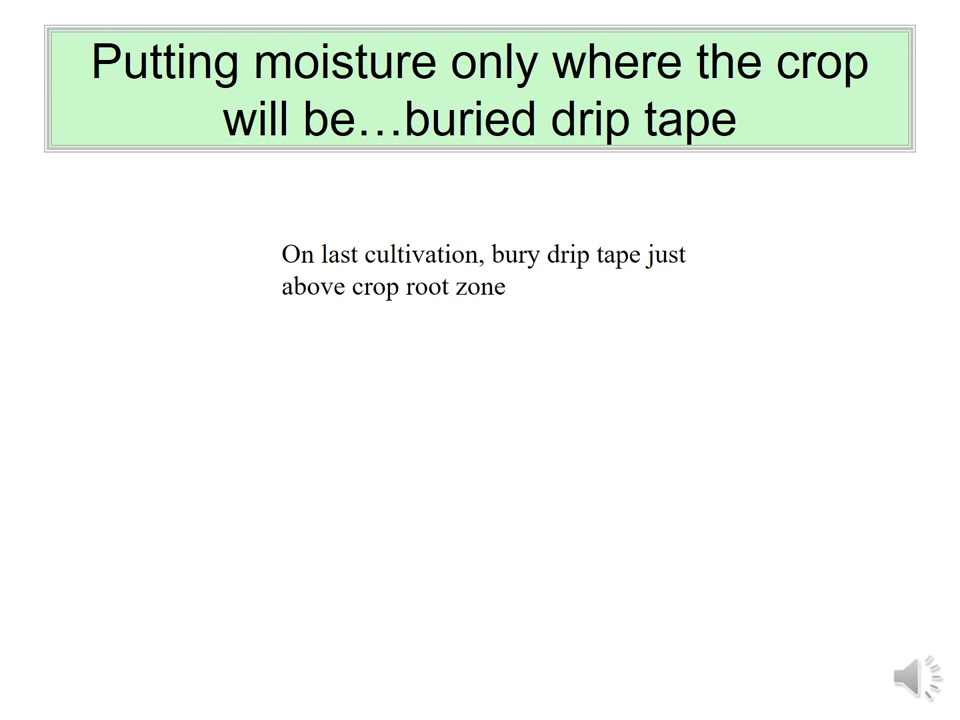 Putting moisture only where the crop
will be…buried drip tape
On last cultivation, bury drip tape just
above crop root zone